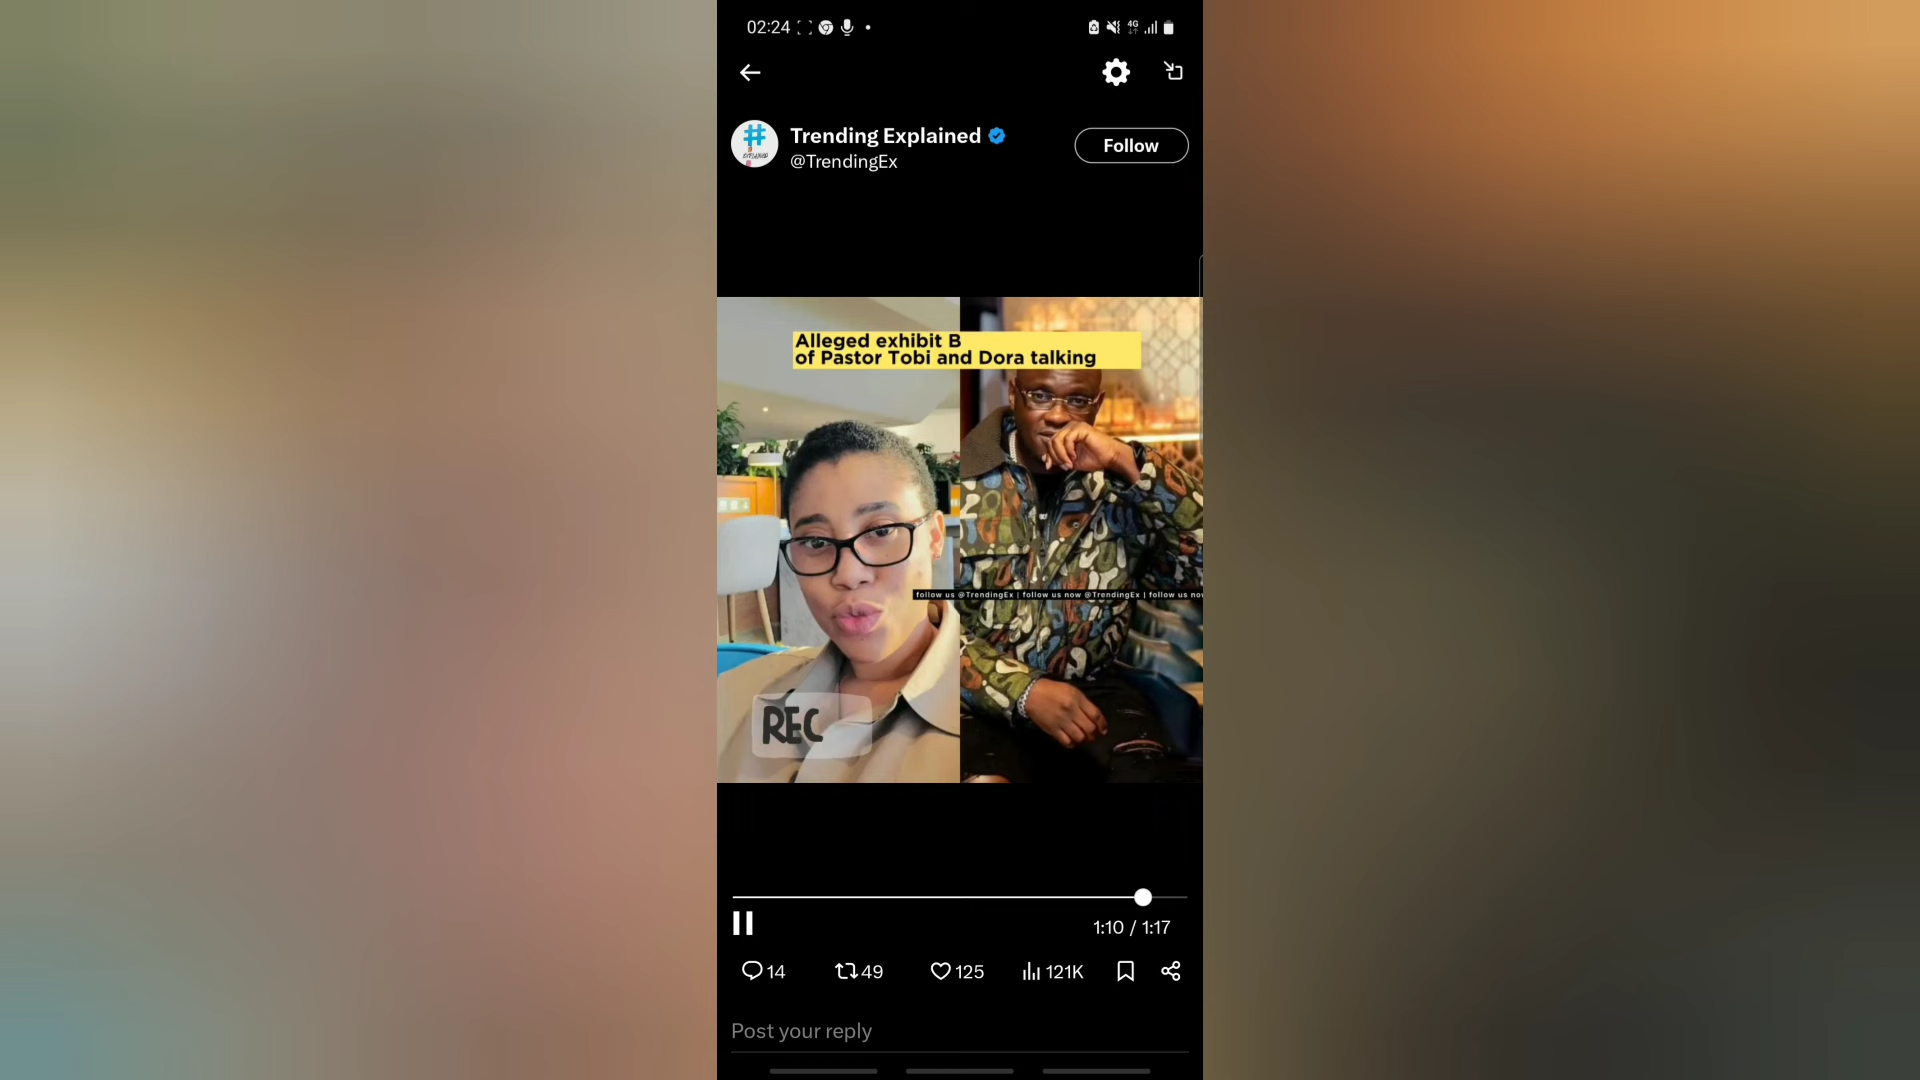 02:24
4G
Trending Explained
@TrendingEx
Follow
Alleged exhibit B
of Pastor Tobi and Dora talking
follow us @TrendingEx | follow us now @TrendingEx | follow us now
REC
1:10 / 1:17
14
49
125
121K
Post your reply